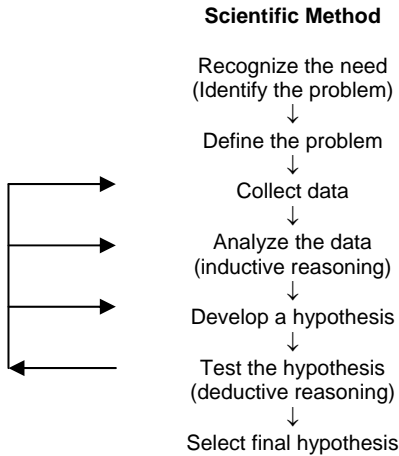 Scientific Method
Recognize the need
(Identify the problem)
↓
Define the problem
↓
Collect data
↓
Analyze the data
(inductive reasoning)
↓
Develop a hypothesis
↓
Test the hypothesis
(deductive reasoning)
↓
Select final hypothesis